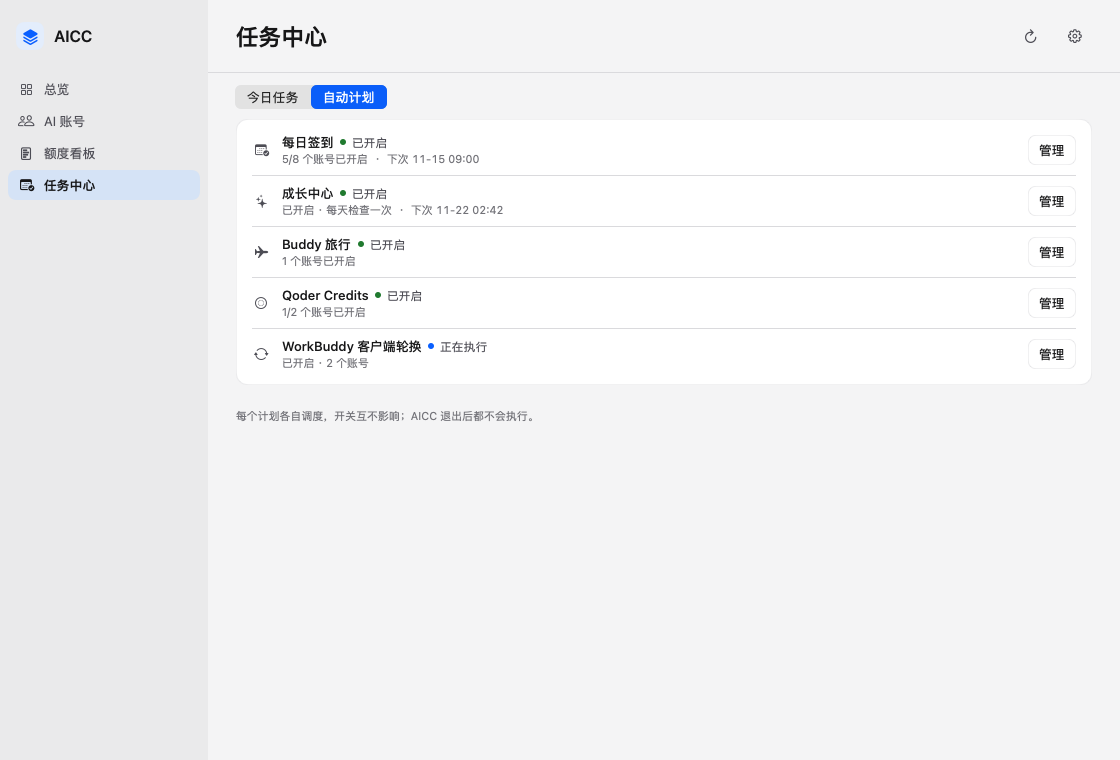 AICC
总览
AI 账号
额度看板
任务中心
任务中心
今日任务 自动计划
每日签到 已开启
5/8 个账号已开启 · 下次 11-15 09:00
管理
成长中心 已开启
已开启 · 每天检查一次 · 下次 11-22 02:42
管理
Buddy 旅行 已开启
1 个账号已开启
管理
Qoder Credits 已开启
1/2 个账号已开启
管理
WorkBuddy 客户端轮换 正在执行
已开启 · 2 个账号
管理
每个计划各自调度，开关互不影响；AICC 退出后都不会执行。